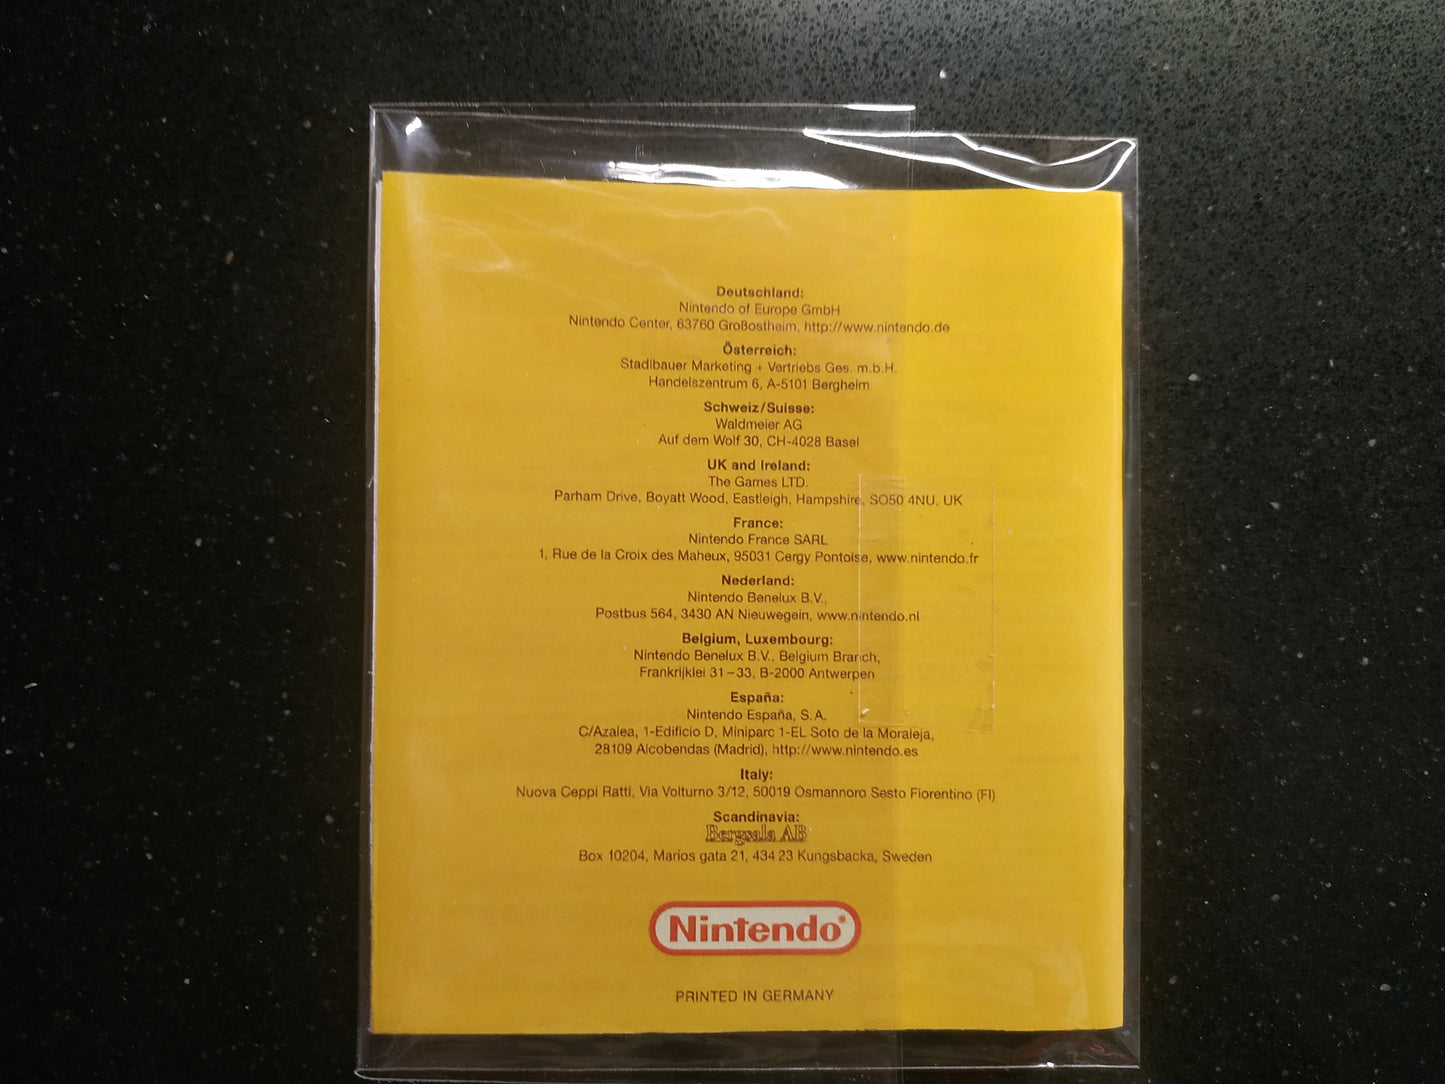 Deutschland:
Nintendo of Europe GmbH
Nintendo Center, 63760 Großostheim, http://www.nintendo.de
Österreich:
Stadlbauer Marketing + Vertriebs Ges. m.b.H.
Handelszentrum 6, A-5101 Bergheim
Schweiz/Suisse:
Waldmeier AG
Auf dem Wolf 30, CH-4028 Basel
UK and Ireland:
The Games LTD.
Parham Drive, Boyatt Wood, Eastleigh, Hampshire, SO50 4NU, UK
France:
Nintendo France SARL
1, Rue de la Croix des Maheux, 95031 Cergy Pontoise, www.nintendo.fr
Nederland:
Nintendo Benelux B.V.,
Postbus 564, 3430 AN Nieuwegein, www.nintendo.nl
Belgium, Luxembourg:
Nintendo Benelux B.V., Belgium Branch,
Frankrijklei 31–33, B-2000 Antwerpen
España:
Nintendo España, S.A.
C/Azalea, 1-Edificio D, Miniparc 1-EL Soto de la Moraleja,
28109 Alcobendas (Madrid), http://www.nintendo.es
Italy:
Nuova Ceppi Ratti, Via Volturno 3/12, 50019 Osmannoro Sesto Fiorentino (FI)
Scandinavia:
Bergsala AB
Box 10204, Marios gata 21, 434 23 Kungsbacka, Sweden
Nintendo®
PRINTED IN GERMANY